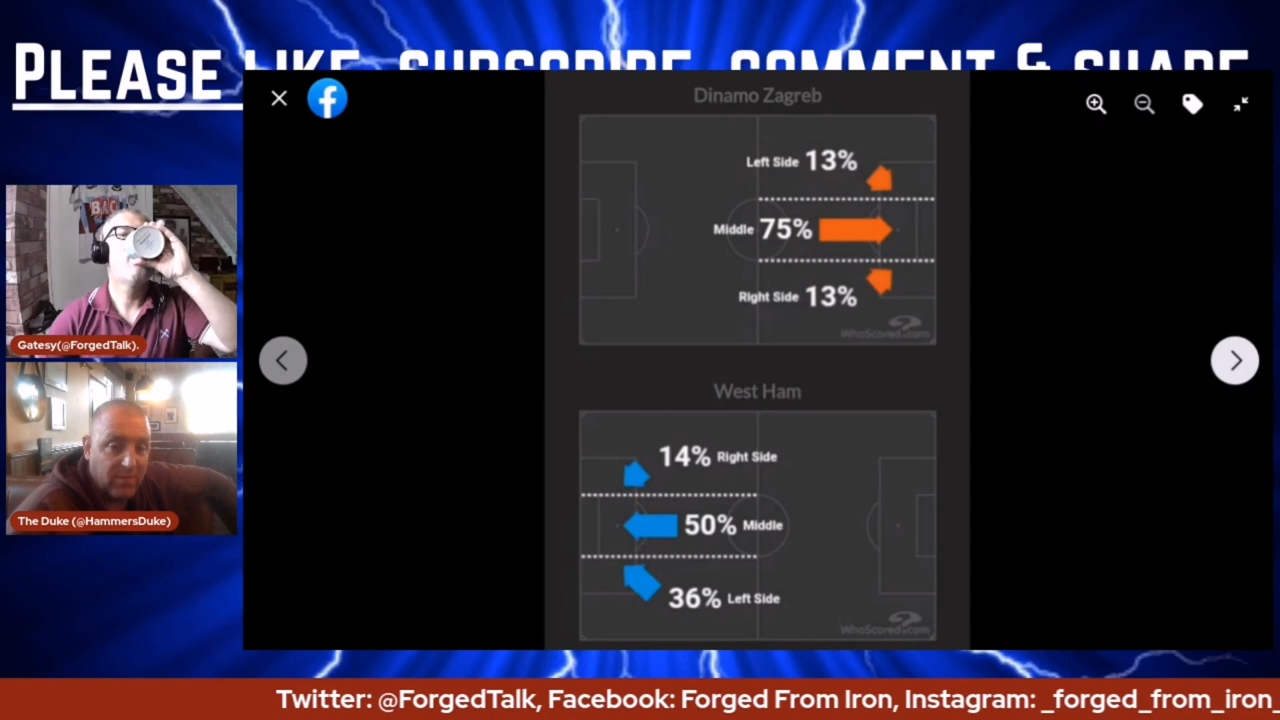 PLEASE LIKE, SUBSCRIBE, COMMENT & SHARE
Dinamo Zagreb
Left Side 13%
Middle 75%
Right Side 13%
WhoScored.com
West Ham
14% Right Side
50% Middle
36% Left Side
WhoScored.com
Gatesy(@ForgedTalk).
The Duke (@HammersDuke)
Twitter: @ForgedTalk, Facebook: Forged From Iron, Instagram: _forged_from_iron_